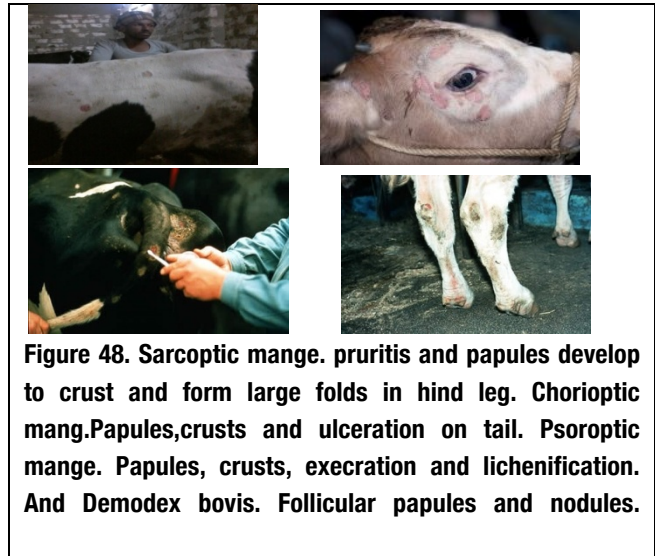 Figure 48. Sarcoptic mange. pruritis and papules develop
to crust and form large folds in hind leg. Chorioptic
mang.Papules,crusts and ulceration on tail. Psoroptic
mange. Papules, crusts, execration and lichenification.
And Demodex bovis. Follicular papules and nodules.